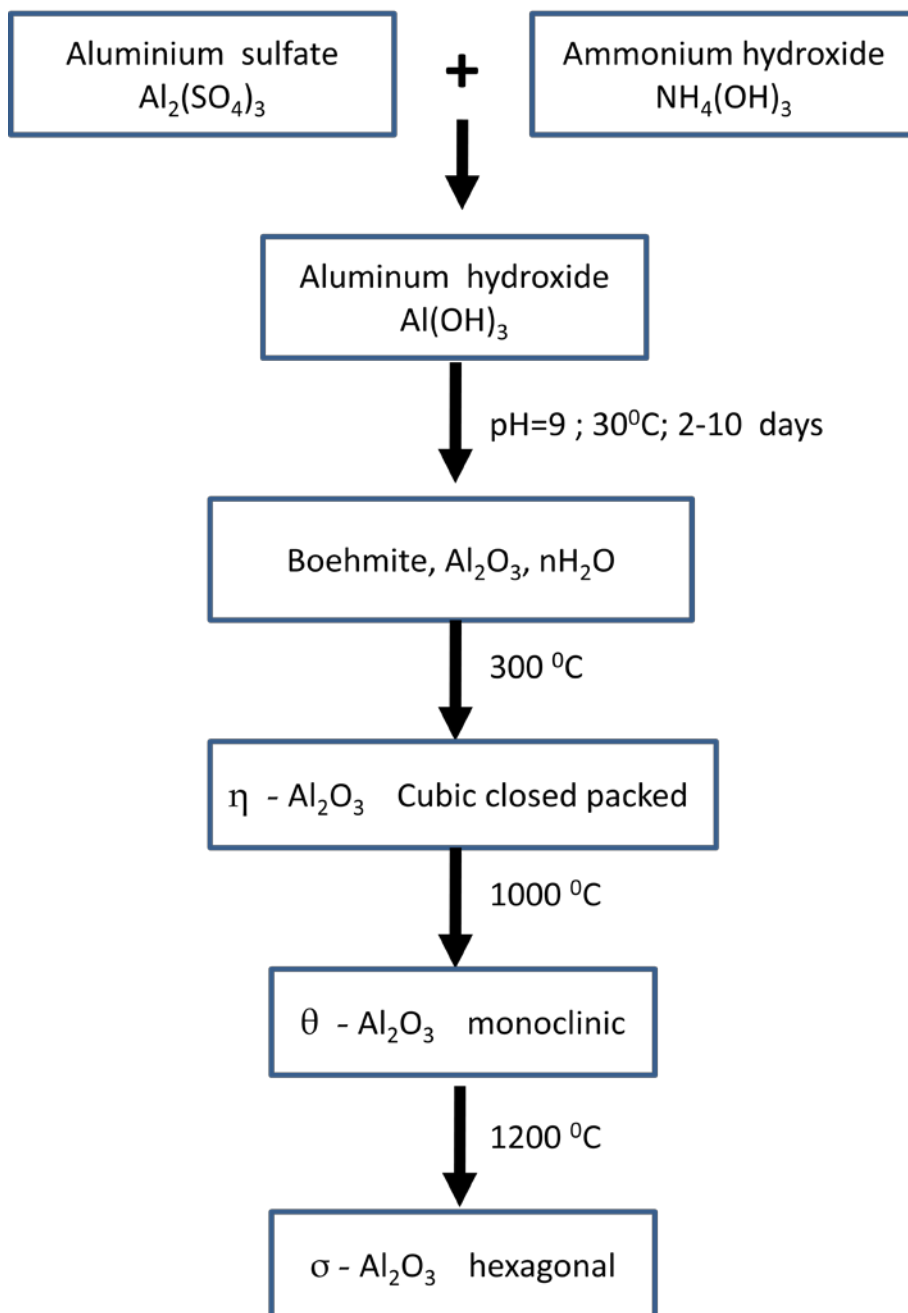 Aluminium sulfate
Al₂(SO₄)₃
+
Ammonium hydroxide
NH₄(OH)₃
Aluminum hydroxide
Al(OH)₃
pH=9 ; 30⁰C; 2-10 days
Boehmite, Al₂O₃, nH₂O
300 ⁰C
η - Al₂O₃ Cubic closed packed
1000 ⁰C
θ - Al₂O₃ monoclinic
1200 ⁰C
σ - Al₂O₃ hexagonal